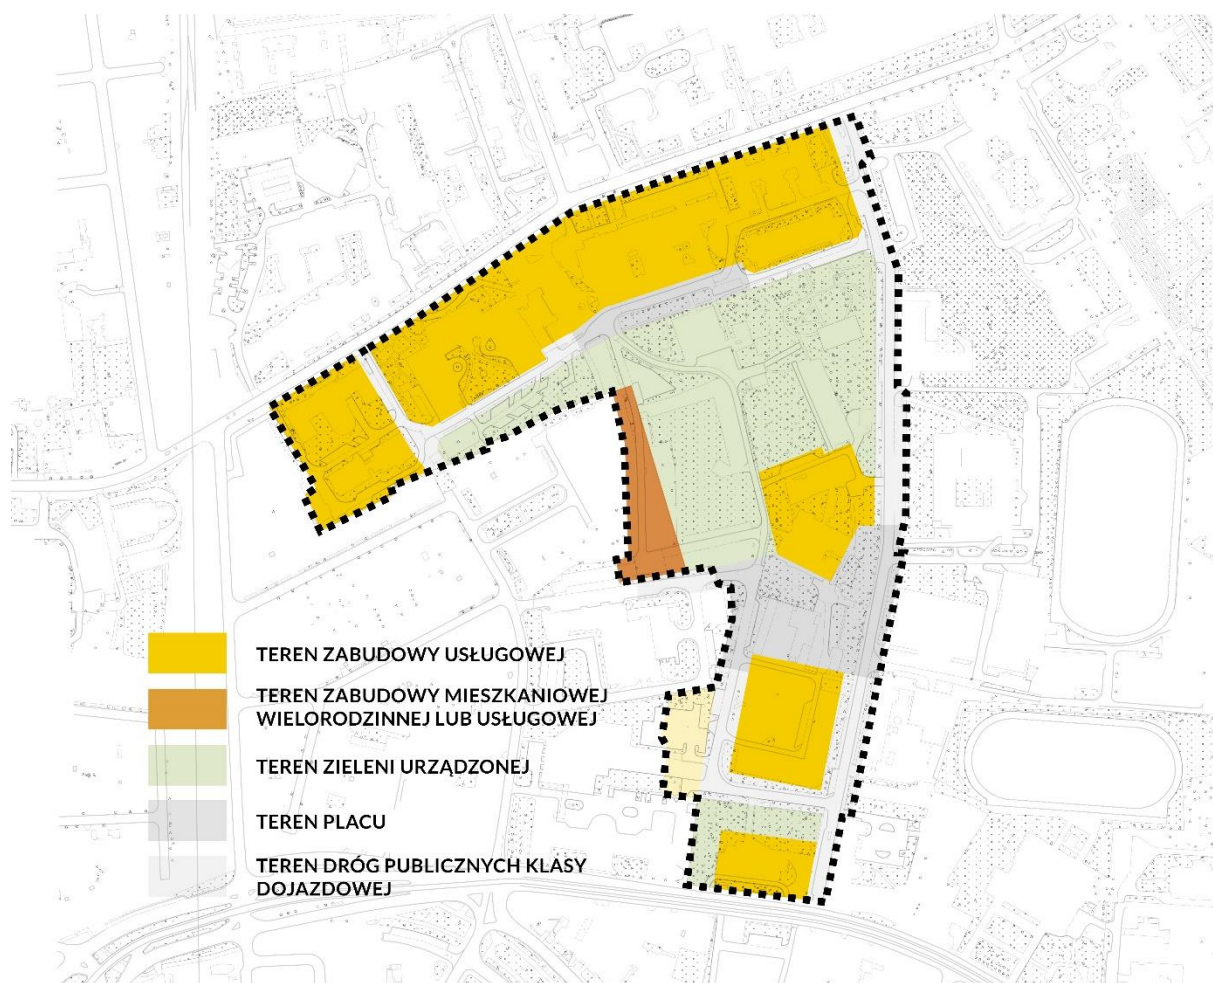 TEREN ZABUDOWY USŁUGOWEJ
TEREN ZABUDOWY MIESZKANIOWEJ
WIELORODZINNEJ LUB USŁUGOWEJ
TEREN ZIELENI URZĄDZONEJ
TEREN PLACU
TEREN DRÓG PUBLICZNYCH KLASY
DOJAZDOWEJ